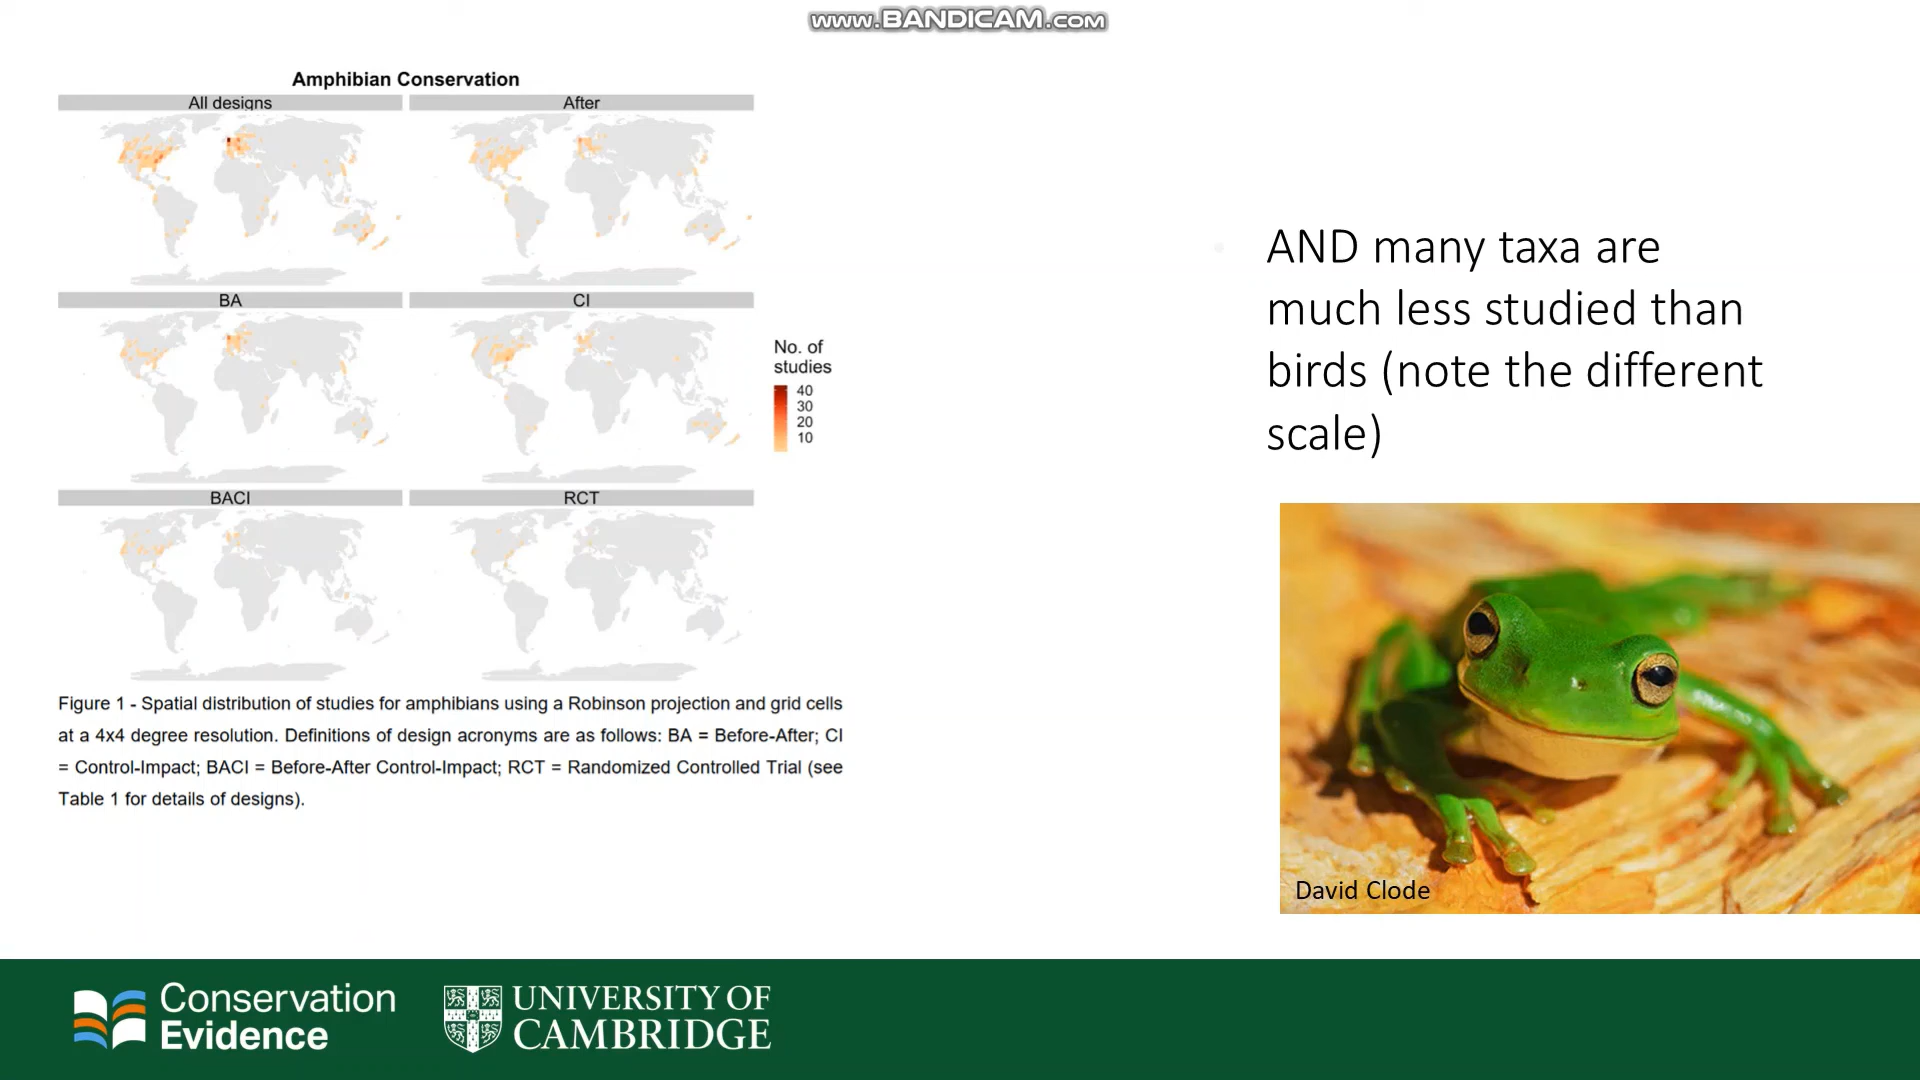 www.BANDICAM.com
Amphibian Conservation
All designs
After
BA
CI
No. of
studies
40
30
20
10
BACI
RCT
Figure 1 - Spatial distribution of studies for amphibians using a Robinson projection and grid cells
at a 4x4 degree resolution. Definitions of design acronyms are as follows: BA = Before-After; CI
= Control-Impact; BACI = Before-After Control-Impact; RCT = Randomized Controlled Trial (see
Table 1 for details of designs).
AND many taxa are
much less studied than
birds (note the different
scale)
David Clode
Conservation
Evidence
UNIVERSITY OF
CAMBRIDGE